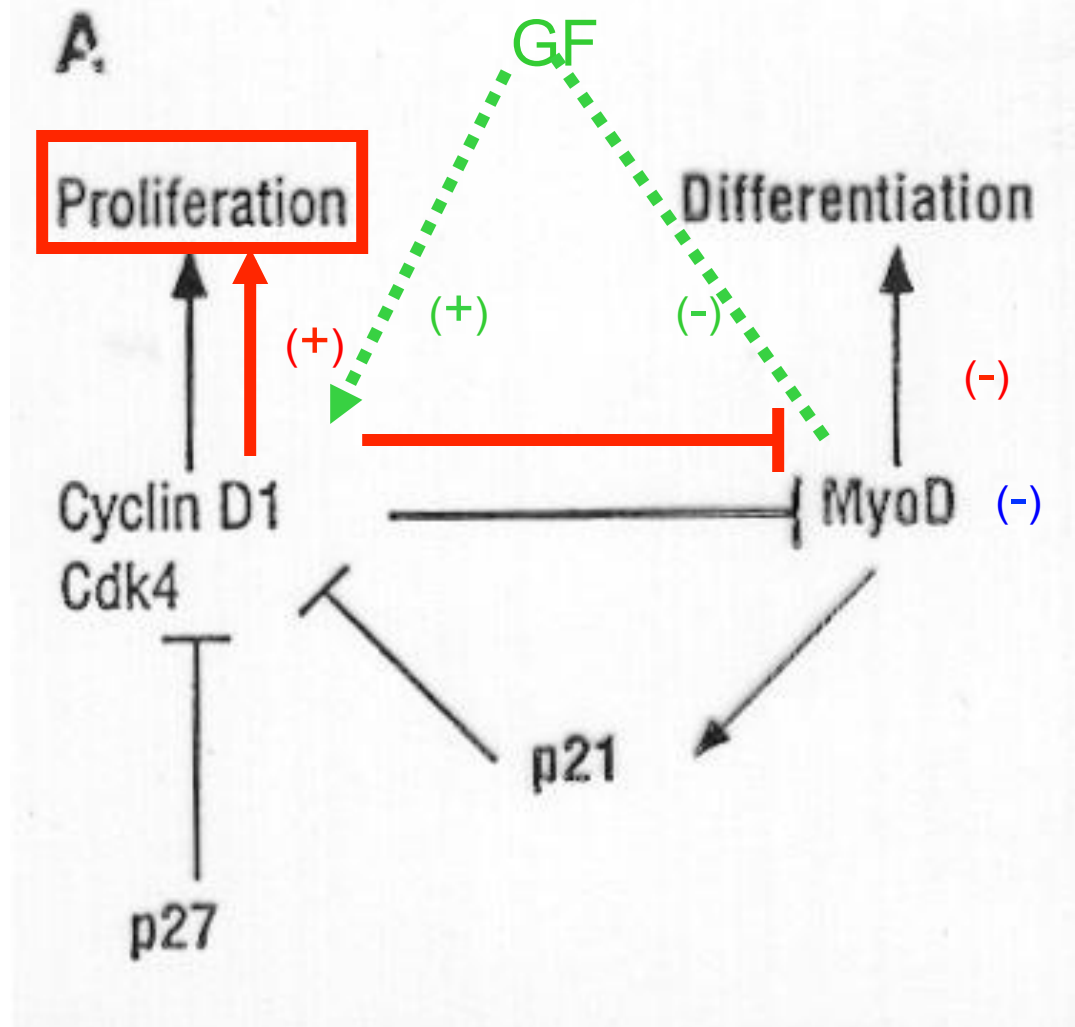 A
GF
Proliferation
Differentiation
(+)
(-)
(+)
(-)
Cyclin D1
MyoD
(-)
Cdk4
p21
p27